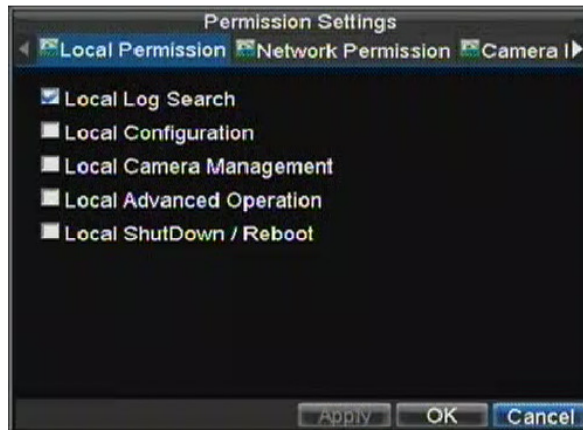 Permission Settings
Local Permission Network Permission Camera
Local Log Search
Local Configuration
Local Camera Management
Local Advanced Operation
Local ShutDown / Reboot
Apply OK Cancel